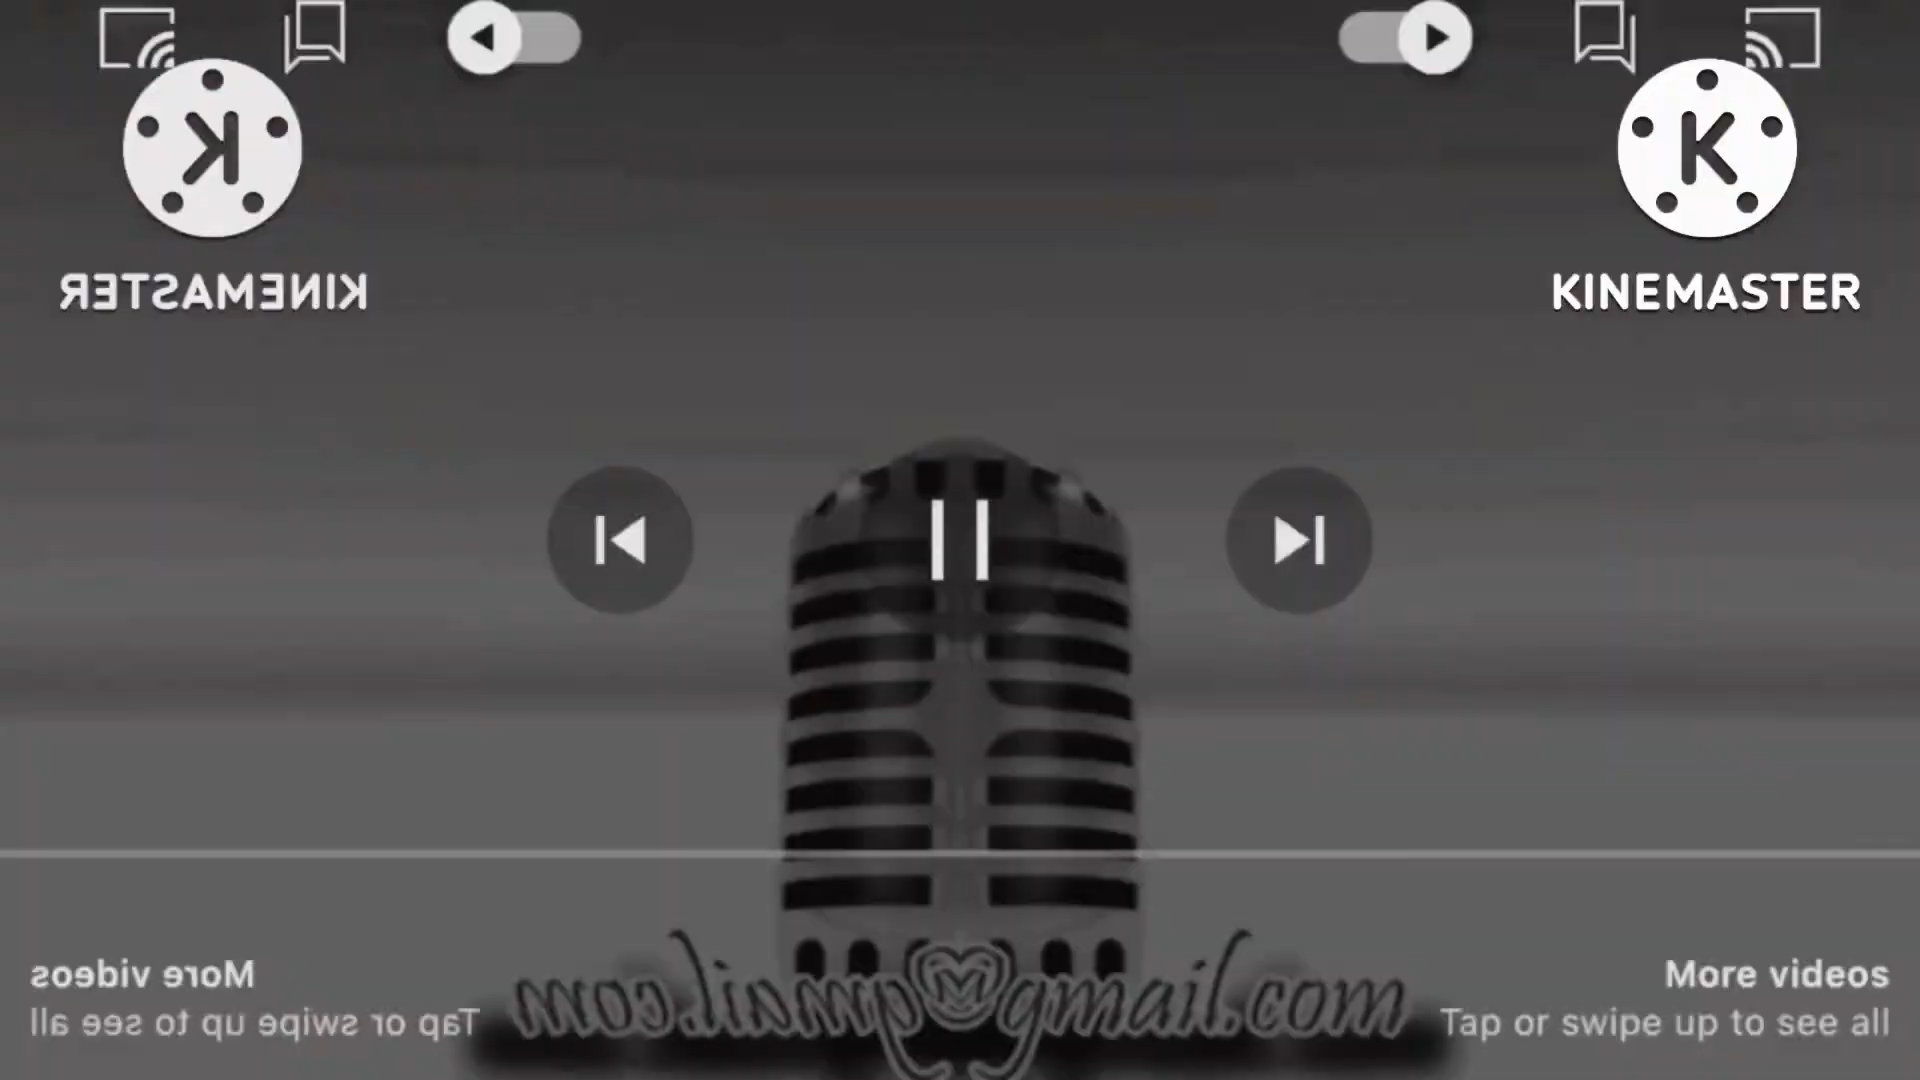 KINEMASTER
KINEMASTER
More videos
Tap or swipe up to see all
@gmail.com
More videos
Tap or swipe up to see all